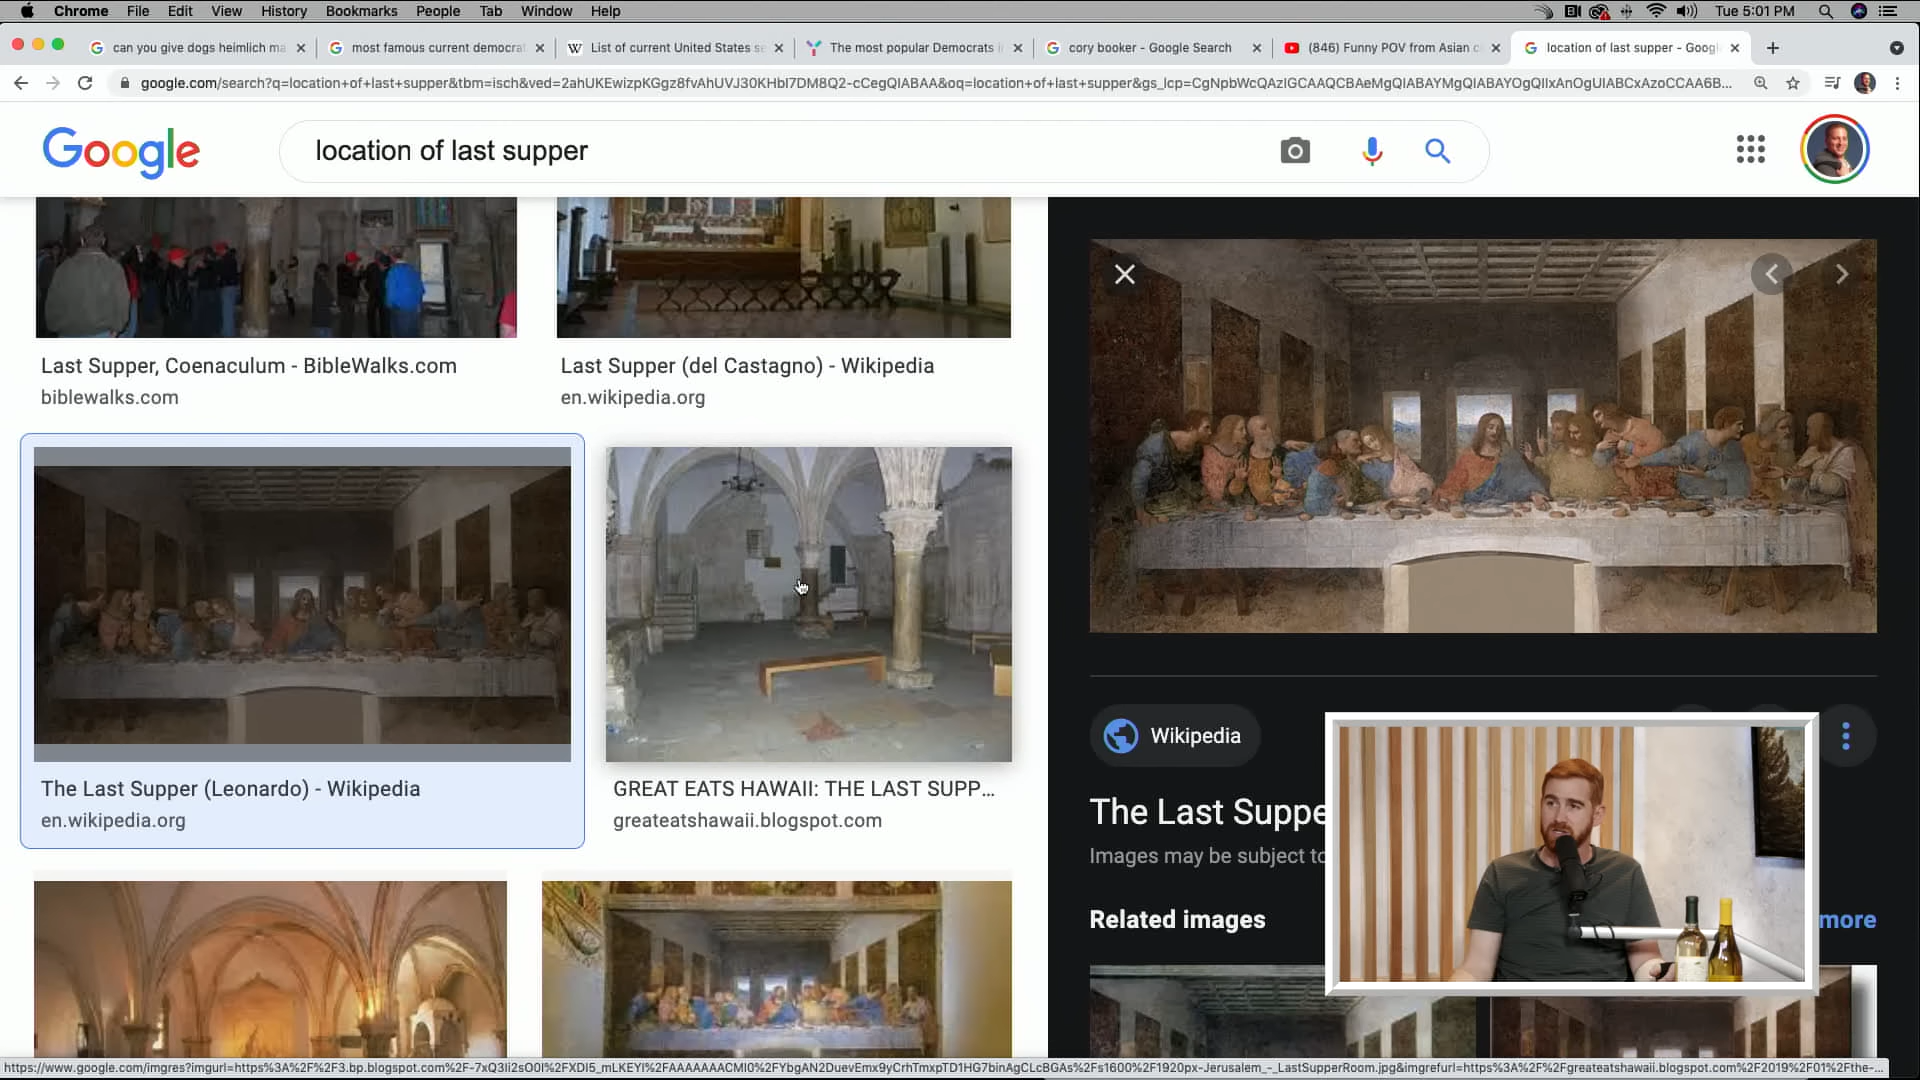 Chrome File Edit View History Bookmarks People Tab Window Help
Tue 5:01 PM
can you give dogs heimlich ma
most famous current democrat
List of current United States se
The most popular Democrats i
cory booker - Google Search
(846) Funny POV from Asian c
location of last supper - Googl
google.com/search?q=location+of+last+supper&tbm=isch&ved=2ahUKEwizpKGgz8fvAhUVJ30KHbI7DM8Q2-cCegQIABAA&oq=location+of+last+supper&gs_lcp=CgNpbWcQAzIGCAAQCBAeMgQIABAYMgQIABAYOgQIIxAnOgUIABCxAzoCCAA6B...
Google
location of last supper
Last Supper, Coenaculum - BibleWalks.com
biblewalks.com
Last Supper (del Castagno) - Wikipedia
en.wikipedia.org
The Last Supper (Leonardo) - Wikipedia
en.wikipedia.org
GREAT EATS HAWAII: THE LAST SUPP...
greateatshawaii.blogspot.com
Wikipedia
The Last Suppe
Images may be subject to
Related images
more
https://www.google.com/imgres?imgurl=https%3A%2F%2F3.bp.blogspot.com%2F-7xQ3Ii2sO0I%2FXDI5_mLKEYI%2FAAAAAAACMI0%2FYbgAN2DuevEmx9yCrhTmxpTD1HG7binAgCLcBGAs%2Fs1600%2F1920px-Jerusalem_-_LastSupperRoom.jpg&imgrefurl=https%3A%2F%2Fgreateatshawaii.blogspot.com%2F2019%2F01%2Fthe-...